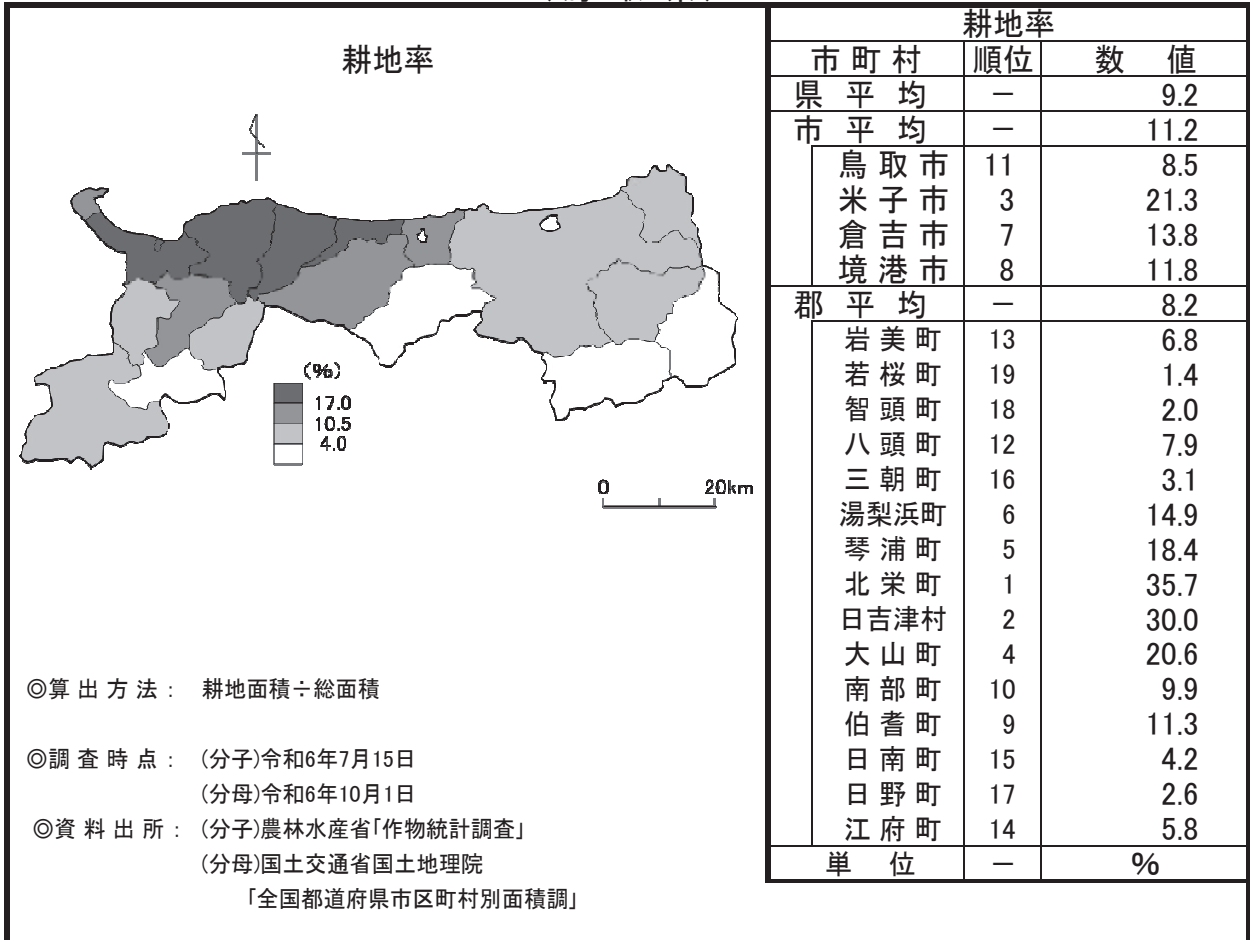 耕地率
(%)
17.0
10.5
4.0
0 20km
◎算出方法： 耕地面積÷総面積
◎調査時点： (分子)令和6年7月15日
(分母)令和6年10月1日
◎資料出所： (分子)農林水産省「作物統計調査」
(分母)国土交通省国土地理院
「全国都道府県市区町村別面積調」
耕地率
市町村 順位 数値
県平均 － 9.2
市平均 － 11.2
鳥取市 11 8.5
米子市 3 21.3
倉吉市 7 13.8
境港市 8 11.8
郡平均 － 8.2
岩美町 13 6.8
若桜町 19 1.4
智頭町 18 2.0
八頭町 12 7.9
三朝町 16 3.1
湯梨浜町 6 14.9
琴浦町 5 18.4
北栄町 1 35.7
日吉津村 2 30.0
大山町 4 20.6
南部町 10 9.9
伯耆町 9 11.3
日南町 15 4.2
日野町 17 2.6
江府町 14 5.8
単位 － %